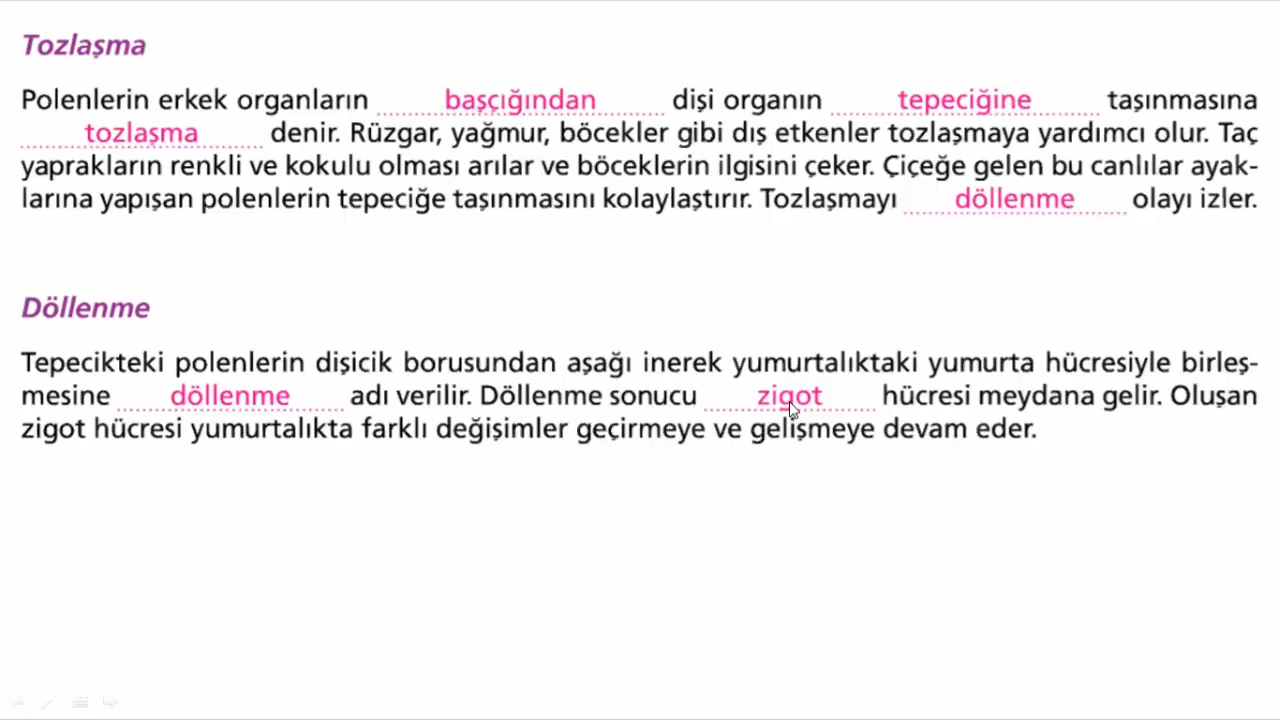 Tozlaşma
Polenlerin erkek organların başçığından dişi organın tepeciğine taşınmasına
tozlaşma denir. Rüzgar, yağmur, böcekler gibi dış etkenler tozlaşmaya yardımcı olur. Taç
yaprakların renkli ve kokulu olması arılar ve böceklerin ilgisini çeker. Çiçeğe gelen bu canlılar ayak-
larına yapışan polenlerin tepeciğe taşınmasını kolaylaştırır. Tozlaşmayı döllenme olayı izler.
Döllenme
Tepecikteki polenlerin dişicik borusundan aşağı inerek yumurtalıktaki yumurta hücresiyle birleş-
mesine döllenme adı verilir. Döllenme sonucu zigot hücresi meydana gelir. Oluşan
zigot hücresi yumurtalıkta farklı değişimler geçirmeye ve gelişmeye devam eder.